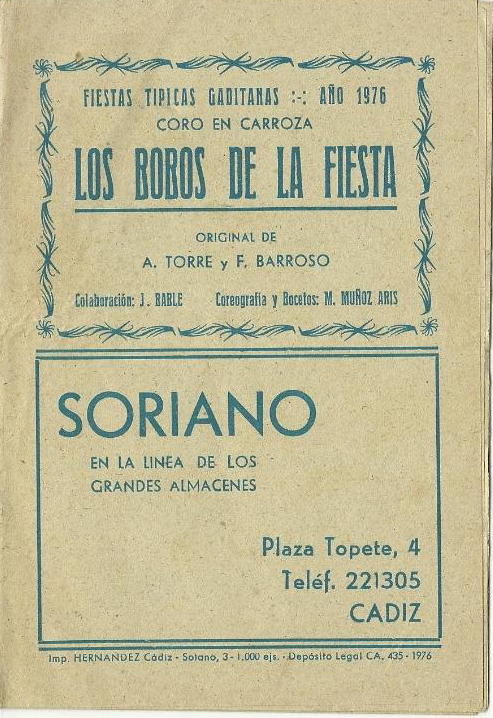 FIESTAS TIPICAS GADITANAS :-: AÑO 1976
CORO EN CARROZA
LOS BOBOS DE LA FIESTA
ORIGINAL DE
A. TORRE y F. BARROSO
Colaboración: J. BABLE Coreografía y Bocetos: M. MUÑOZ ARIS
SORIANO
EN LA LINEA DE LOS
GRANDES ALMACENES
Plaza Topete, 4
Teléf. 221305
CADIZ
Imp. HERNANDEZ Cádiz - Sotano, 3 - 1.000 ejs. - Depósito Legal CA. 435 - 1976